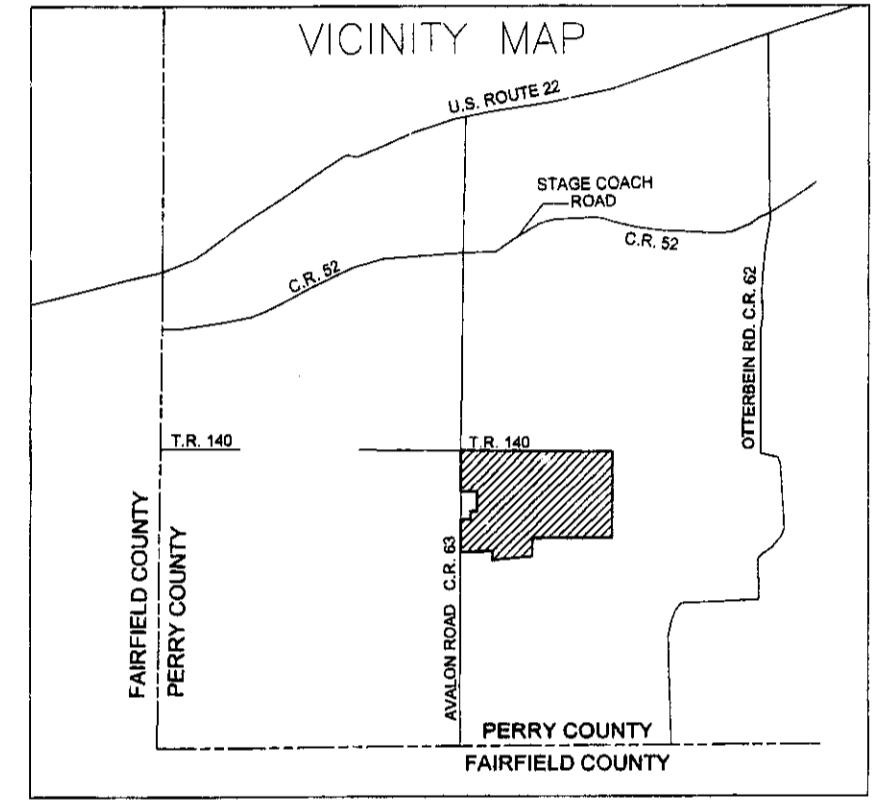 VICINITY MAP
U.S. ROUTE 22
STAGE COACH
ROAD
C.R. 52
C.R. 52
OTTERBEIN RD. C.R. 62
T.R. 140
T.R. 140
FAIRFIELD COUNTY
PERRY COUNTY
AVALON ROAD C.R. 63
PERRY COUNTY
FAIRFIELD COUNTY